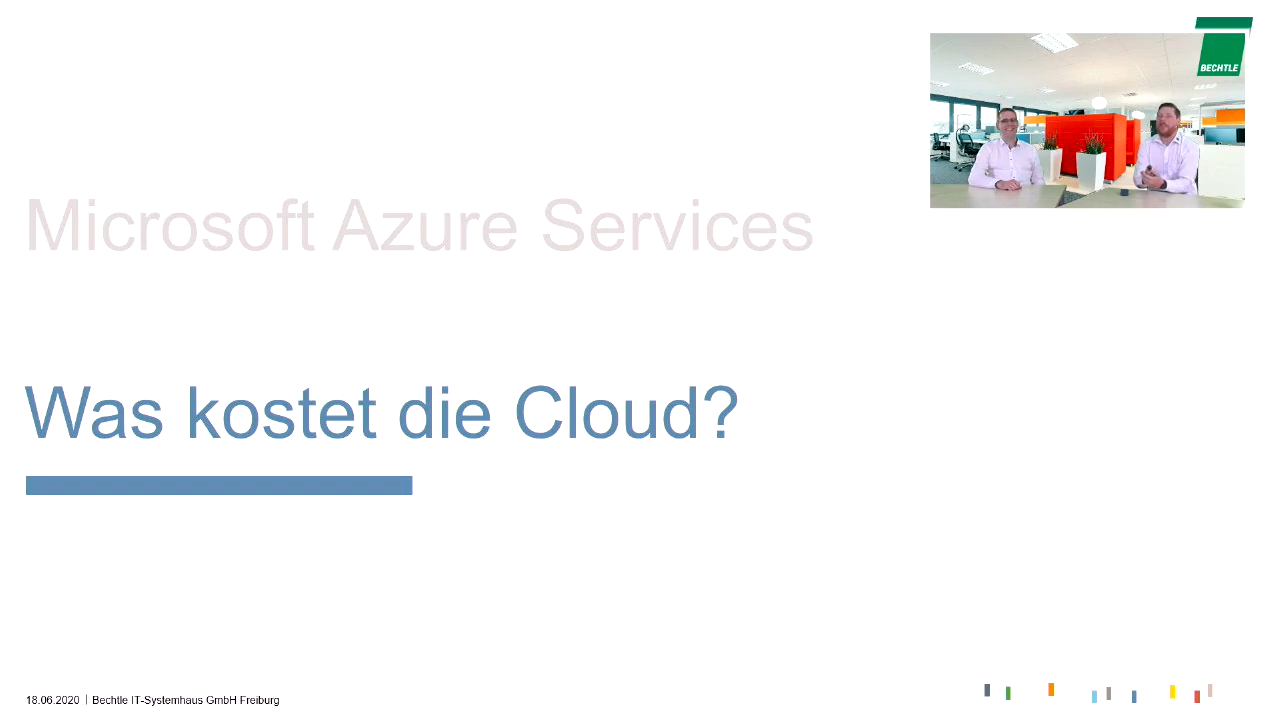 BECHTLE
Microsoft Azure Services
Was kostet die Cloud?
18.06.2020 | Bechtle IT-Systemhaus GmbH Freiburg